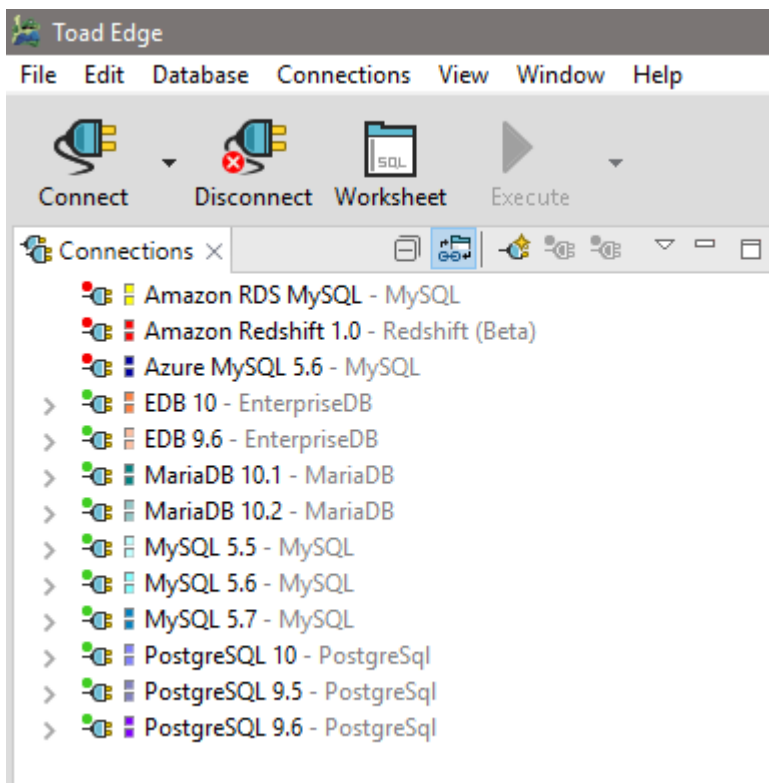 Toad Edge
File Edit Database Connections View Window Help
SQL
Connect Disconnect Worksheet Execute
Connections
Amazon RDS MySQL - MySQL
Amazon Redshift 1.0 - Redshift (Beta)
Azure MySQL 5.6 - MySQL
EDB 10 - EnterpriseDB
EDB 9.6 - EnterpriseDB
MariaDB 10.1 - MariaDB
MariaDB 10.2 - MariaDB
MySQL 5.5 - MySQL
MySQL 5.6 - MySQL
MySQL 5.7 - MySQL
PostgreSQL 10 - PostgreSql
PostgreSQL 9.5 - PostgreSql
PostgreSQL 9.6 - PostgreSql